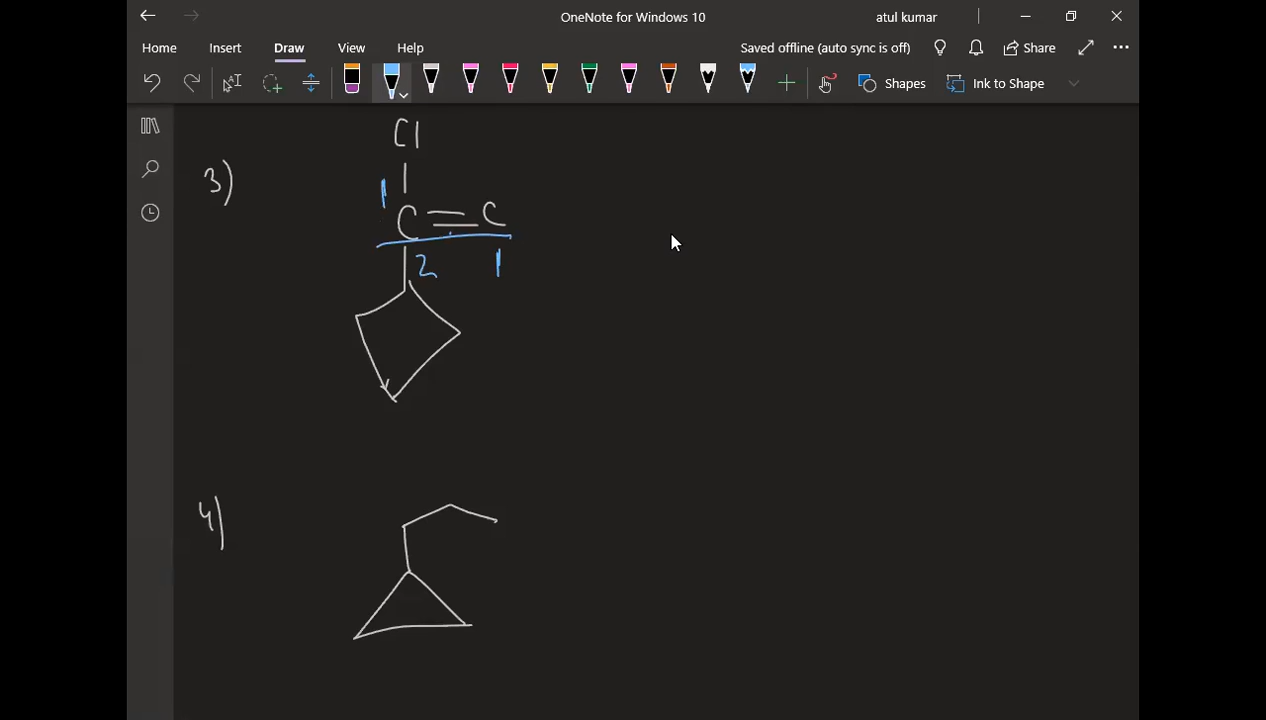 OneNote for Windows 10
atul kumar
Home Insert Draw View Help
Saved offline (auto sync is off)
Share
Shapes
Ink to Shape
Cl
3)
1
C = C
2 1
4)